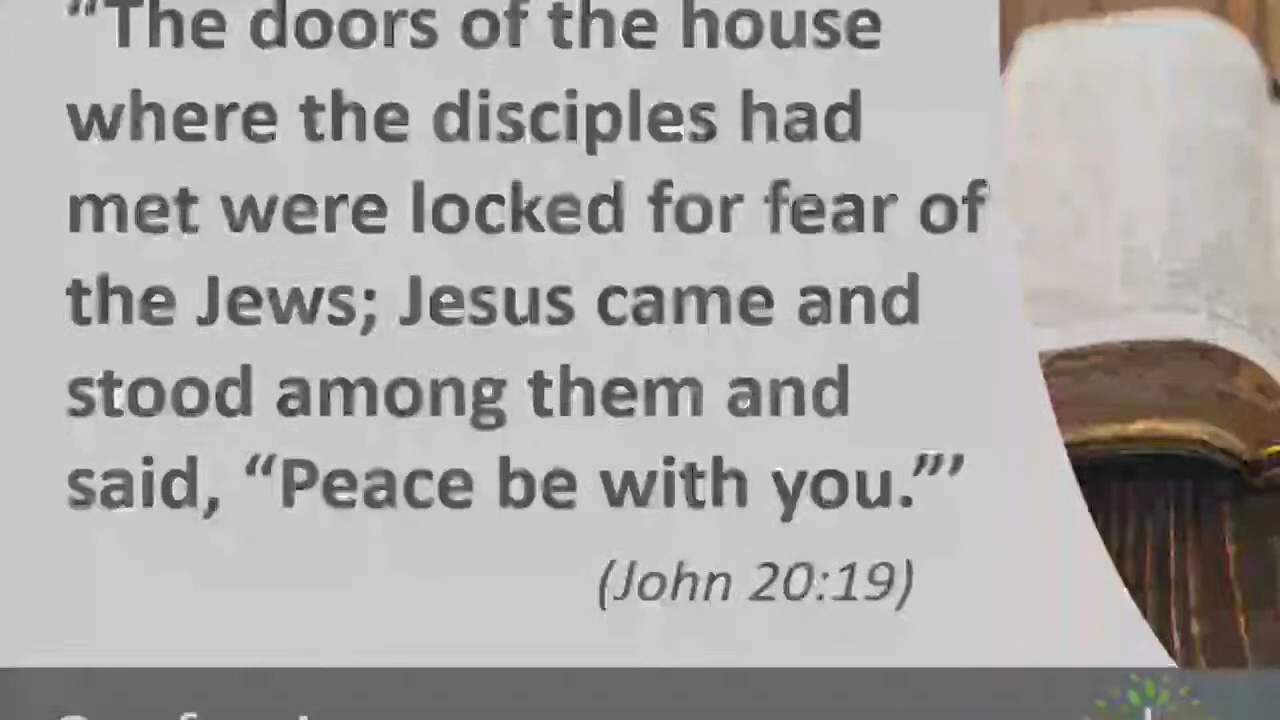 “The doors of the house
where the disciples had
met were locked for fear of
the Jews; Jesus came and
stood among them and
said, “Peace be with you.”’
(John 20:19)